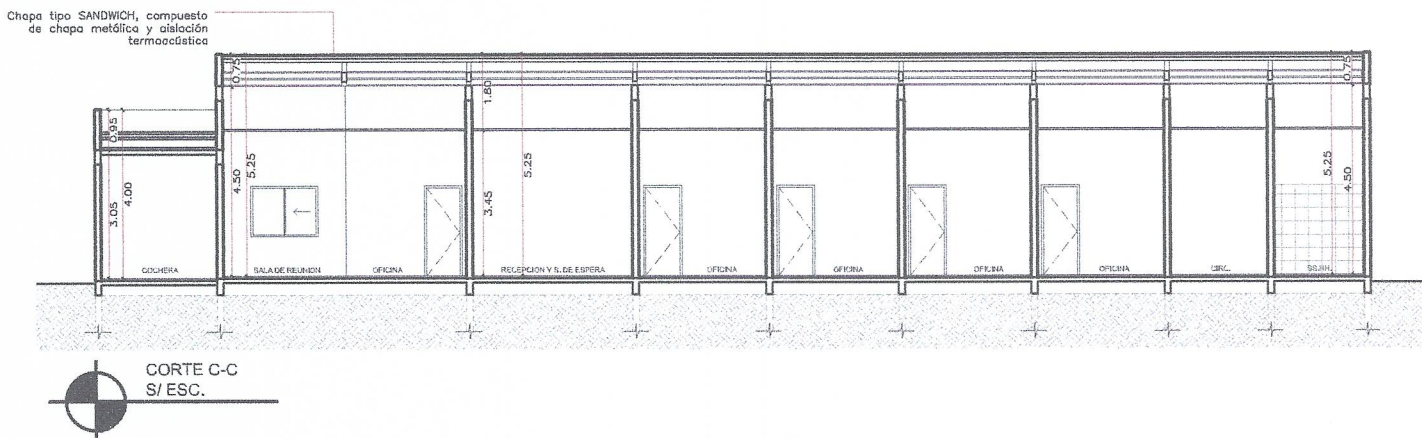 Chapa tipo SANDWICH, compuesto
de chapa metálica y aislación
termoacústica
0.75
1.80
0.75
0.95
4.00
3.05
4.50
5.25
3.45
5.25
5.25
4.50
COCHERA
SALA DE REUNION
OFICINA
RECEPCION Y S. DE ESPERA
OFICINA
OFICINA
OFICINA
OFICINA
CIRC.
SS.HH.
CORTE C-C
S/ ESC.